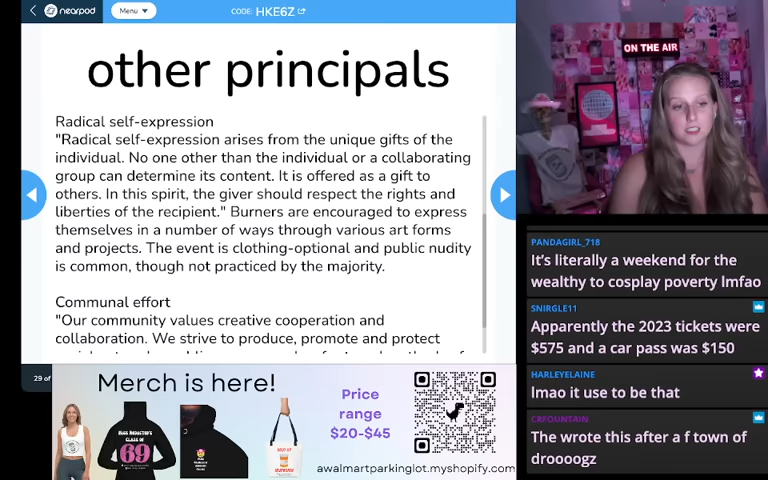 nearpod
Menu
CODE: HKE6Z
other principals
Radical self-expression
"Radical self-expression arises from the unique gifts of the
individual. No one other than the individual or a collaborating
group can determine its content. It is offered as a gift to
others. In this spirit, the giver should respect the rights and
liberties of the recipient." Burners are encouraged to express
themselves in a number of ways through various art forms
and projects. The event is clothing-optional and public nudity
is common, though not practiced by the majority.
Communal effort
"Our community values creative cooperation and
collaboration. We strive to produce, promote and protect
29 of
Merch is here!
CLASS OF
69
Price
range
$20-$45
awalmartparkinglot.myshopify.com
ON THE AIR
PANDAGIRL_718
It's literally a weekend for the
wealthy to cosplay poverty lmfao
SNIRGLE11
Apparently the 2023 tickets were
$575 and a car pass was $150
HARLEYELAINE
lmao it use to be that
CRFOUNTAIN
The wrote this after a f town of
droooogz